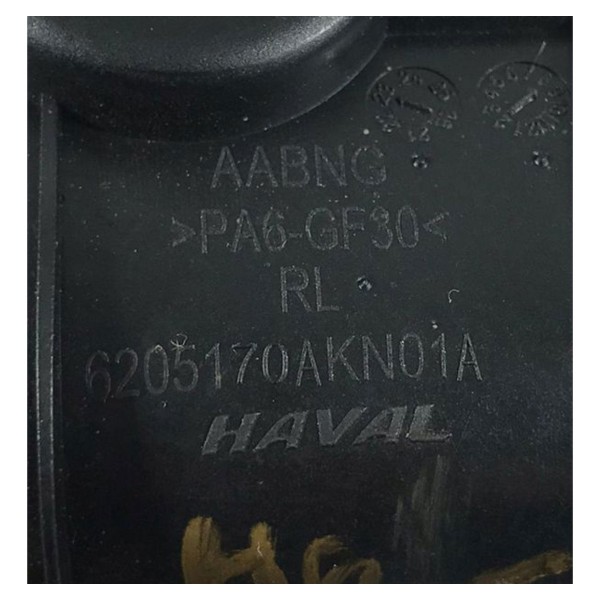 AABNG
>PA6-GF30<
RL
6205170AKN01A
HAVAL